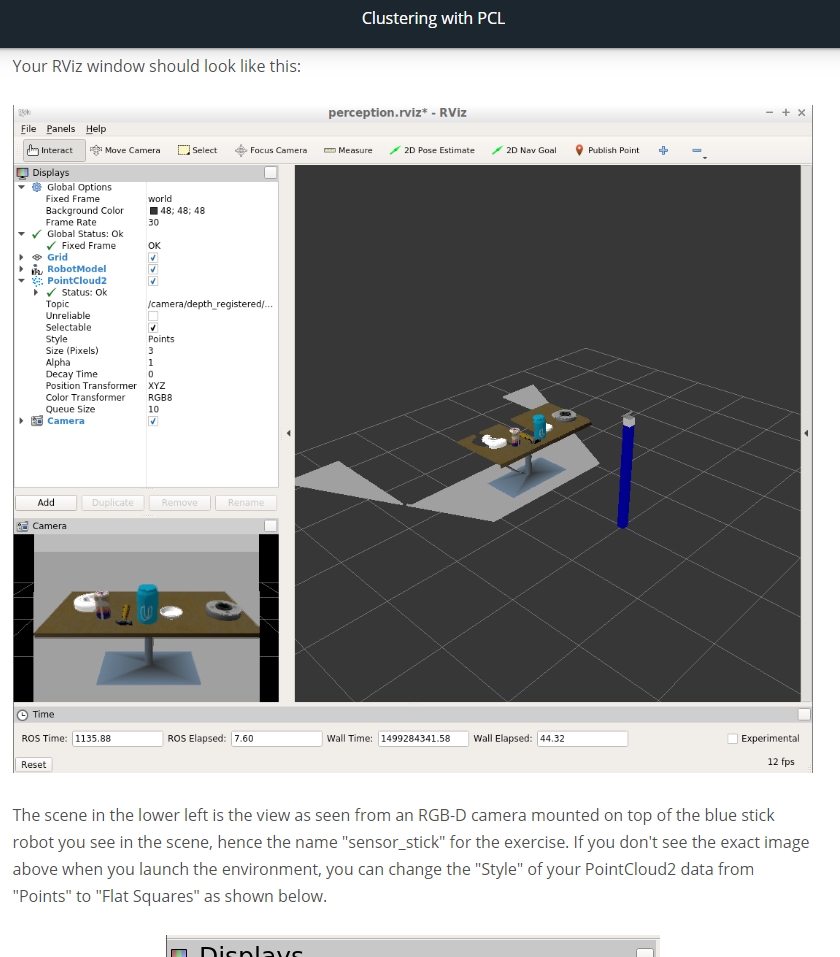 Clustering with PCL
Your RViz window should look like this:
perception.rviz* - RViz
File Panels Help
Interact Move Camera Select Focus Camera Measure 2D Pose Estimate 2D Nav Goal Publish Point
Displays
Global Options
Fixed Frame world
Background Color 48; 48; 48
Frame Rate 30
Global Status: Ok
Fixed Frame OK
Grid
RobotModel
PointCloud2
Status: Ok
Topic /camera/depth_registered/...
Unreliable
Selectable
Style Points
Size (Pixels) 3
Alpha 1
Decay Time 0
Position Transformer XYZ
Color Transformer RGB8
Queue Size 10
Camera
Add Duplicate Remove Rename
Camera
Time
ROS Time: 1135.88 ROS Elapsed: 7.60 Wall Time: 1499284341.58 Wall Elapsed: 44.32 Experimental
Reset 12 fps
The scene in the lower left is the view as seen from an RGB-D camera mounted on top of the blue stick
robot you see in the scene, hence the name "sensor_stick" for the exercise. If you don't see the exact image
above when you launch the environment, you can change the "Style" of your PointCloud2 data from
"Points" to "Flat Squares" as shown below.
Displays